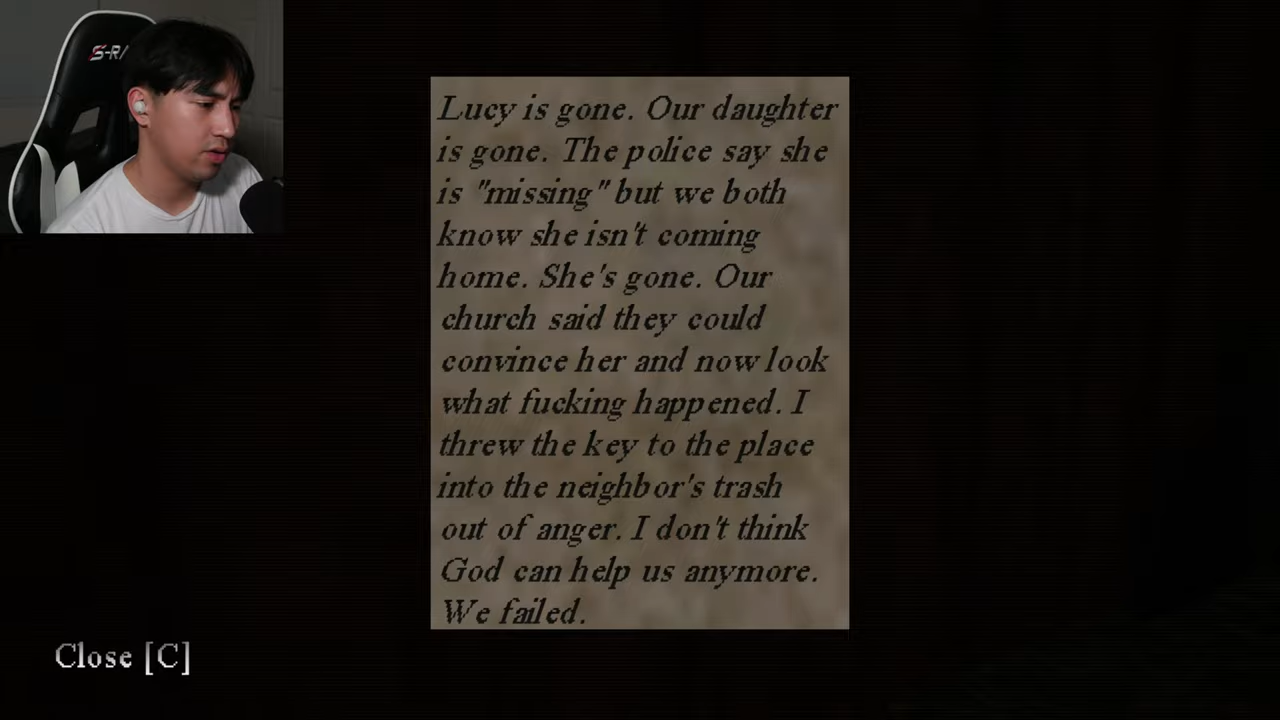 S-RA
Lucy is gone. Our daughter
is gone. The police say she
is "missing" but we both
know she isn't coming
home. She's gone. Our
church said they could
convince her and now look
what fucking happened. I
threw the key to the place
into the neighbor's trash
out of anger. I don't think
God can help us anymore.
We failed.
Close [C]